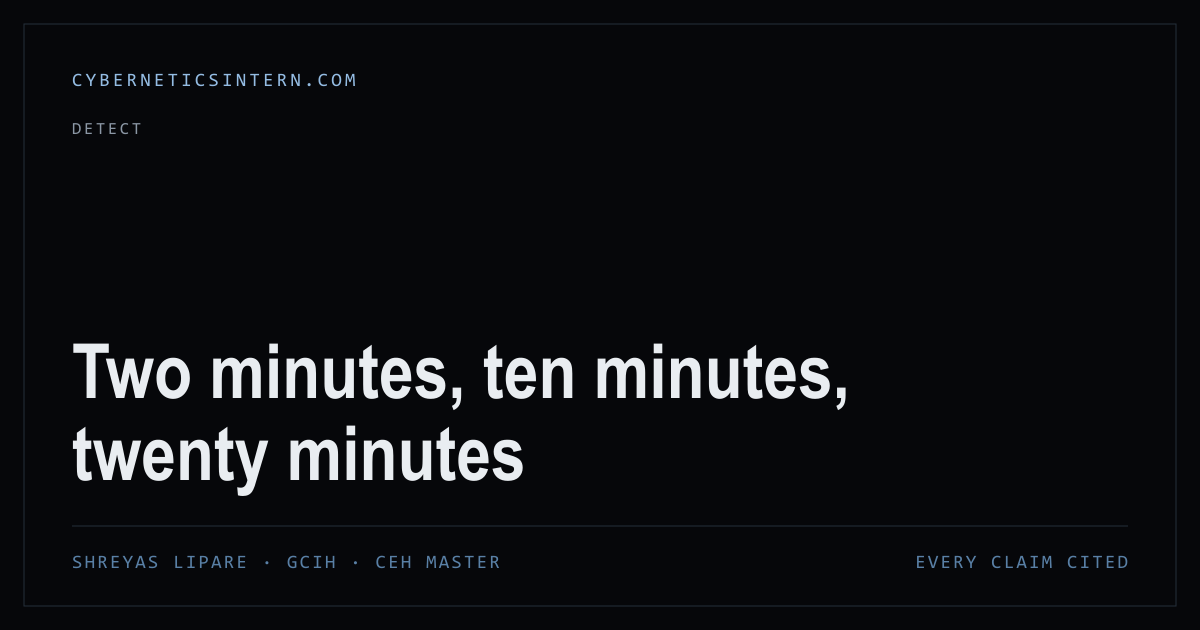 CYBERNETICSINTERN.COM
DETECT
Two minutes, ten minutes,
twenty minutes
SHREYAS LIPARE · GCIH · CEH MASTER
EVERY CLAIM CITED